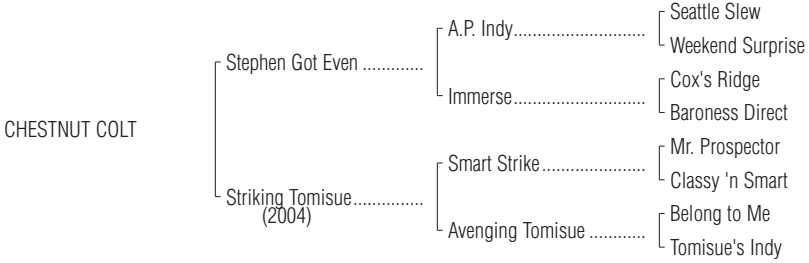 Seattle Slew
A.P. Indy............................
Weekend Surprise
Stephen Got Even .............
Cox's Ridge
Immerse............................
Baroness Direct
CHESTNUT COLT
Mr. Prospector
Smart Strike......................
Classy 'n Smart
Striking Tomisue...............
(2004)
Belong to Me
Avenging Tomisue ............
Tomisue's Indy